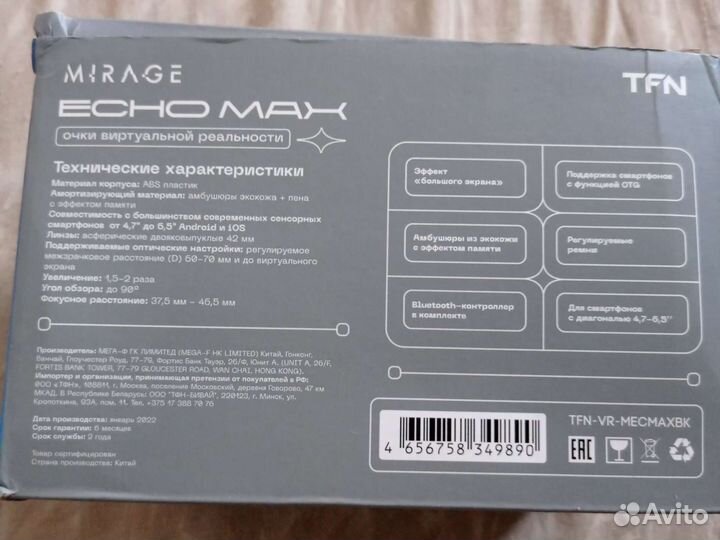 MIRAGE
TFN
ECHO MAX
очки виртуальной реальности
Технические характеристики
Материал корпуса: ABS пластик
Амортизирующий материал: амбушюры экокожа + пена
с эффектом памяти
Совместимость с большинством современных сенсорных
смартфонов от 4,7" до 6,5" Android и iOS
Линзы: асферические двояковыпуклые 42 мм
Поддерживаемые оптические настройки: регулируемое
межзрачковое расстояние (D) 60-70 мм и до виртуального
экрана
Увеличение: 1,5-2 раза
Угол обзора: до 90°
Фокусное расстояние: 37,5 мм - 46,5 мм
Эффект
«большого экрана»
Поддержка смартфонов
с функцией OTG
Амбушюры из экокожи
с эффектом памяти
Регулируемые
ремни
Bluetooth-контроллер
в комплекте
Для смартфонов
с диагональю 4,7-6,5"
Производитель: МЕГА-Ф ГК ЛИМИТЕД (MEGA-F HK LIMITED) Китай, Гонконг,
Ванчай, Глоучестер Роуд, 77-79, Фортис Банк Тауэр, 26/Ф, Юнит А. (UNIT A, 26/F,
FORTIS BANK TOWER, 77-79 GLOUCESTER ROAD, WAN CHAI, HONG KONG).
Импортер и организация, принимающая претензии от покупателей в РФ:
ООО «ТФН», 108811, г. Москва, поселение Московский, деревня Говорово, 47 км
МКАД. В Республике Беларусь: ООО "ТФН-БИВАЙ", 220123, г. Минск, ул.
Кропоткина, 93А, пом. 11, тел.: +375 17 388 70 76
Дата производства: январь 2022
Срок гарантии: 6 месяцев
Срок службы: 2 года
Товар сертифицирован
Страна производства: Китай
4 656758 349890
TFN-VR-MECMAXBK
EAC
Avito